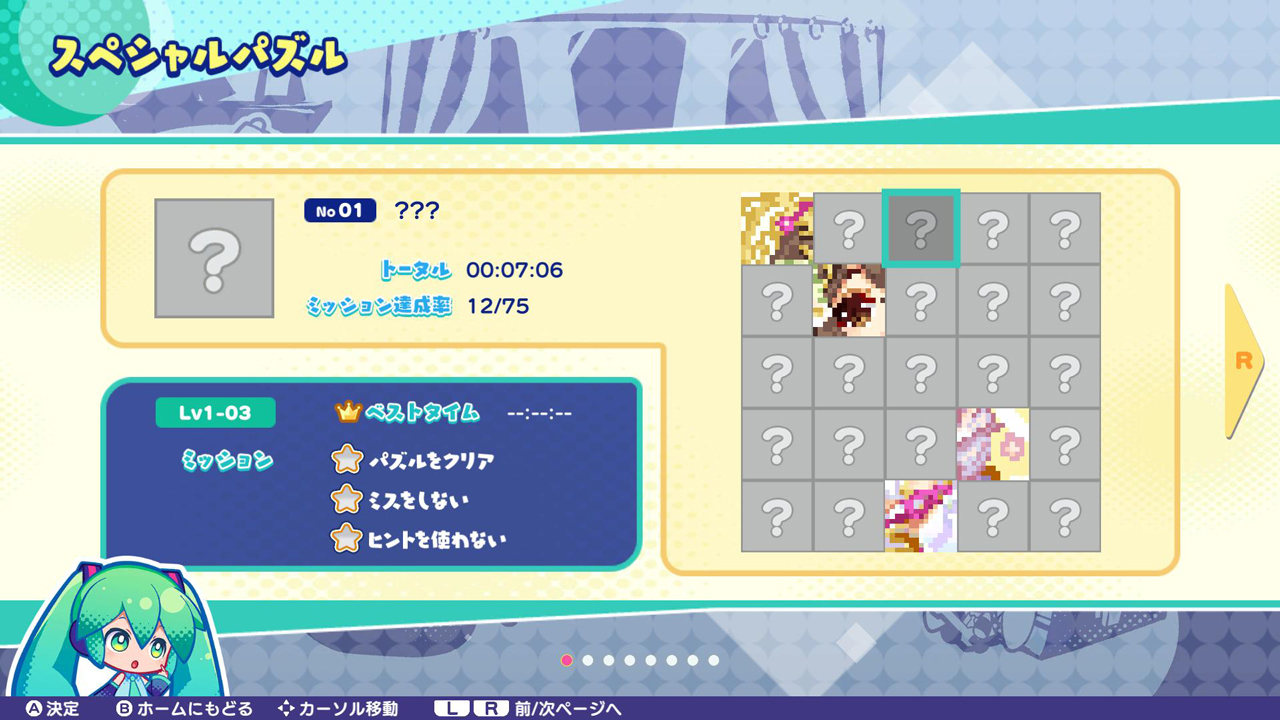 スペシャルパズル
No 01 ???
トータル 00:07:06
ミッション達成率 12/75
? ? ? ? ?
? ? ? ?
? ? ? ? ?
? ? ? ?
? ? ? ?
R
Lv1-03 ベストタイム --:--:--
ミッション パズルをクリア
ミスをしない
ヒントを使わない
A 決定 B ホームにもどる カーソル移動 L R 前/次ページへ